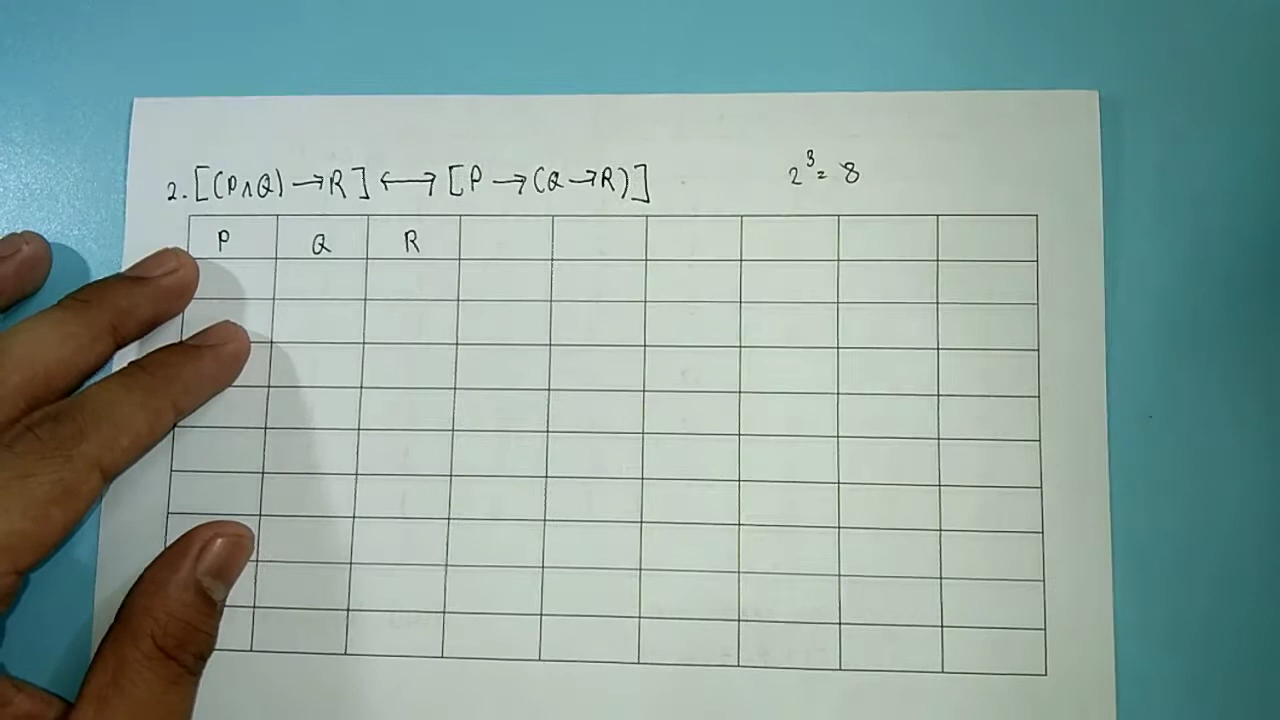 2. [(P∧Q) → R] ↔ [P → (Q → R)]
2³ = 8
P Q R